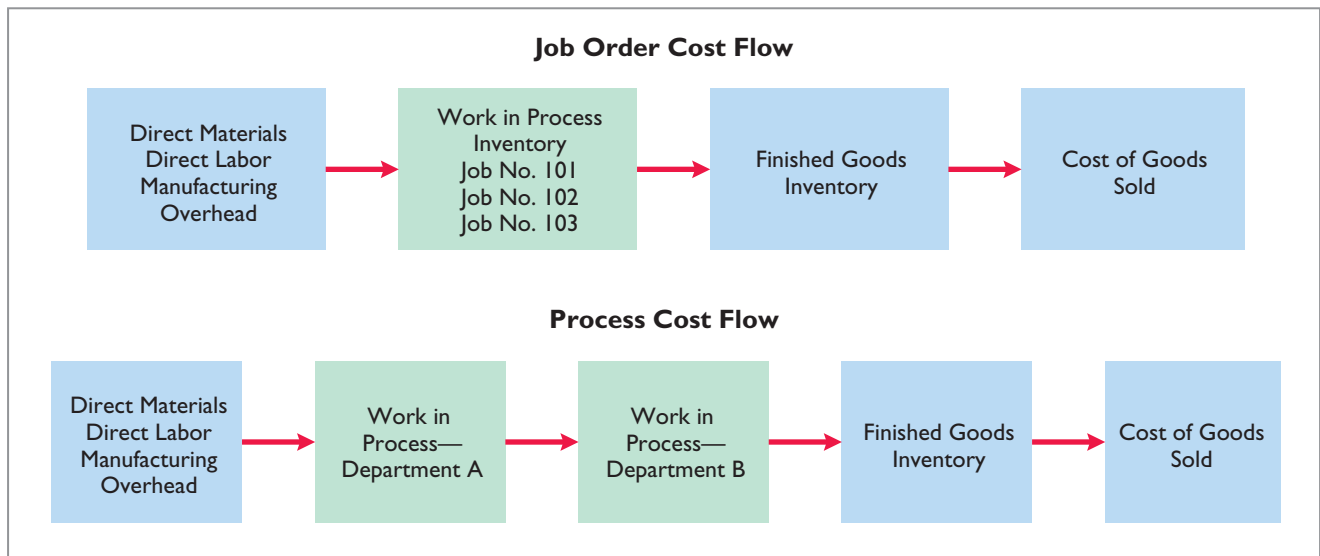 Job Order Cost Flow
Direct Materials
Direct Labor
Manufacturing
Overhead
Work in Process
Inventory
Job No. 101
Job No. 102
Job No. 103
Finished Goods
Inventory
Cost of Goods
Sold
Process Cost Flow
Direct Materials
Direct Labor
Manufacturing
Overhead
Work in
Process—
Department A
Work in
Process—
Department B
Finished Goods
Inventory
Cost of Goods
Sold